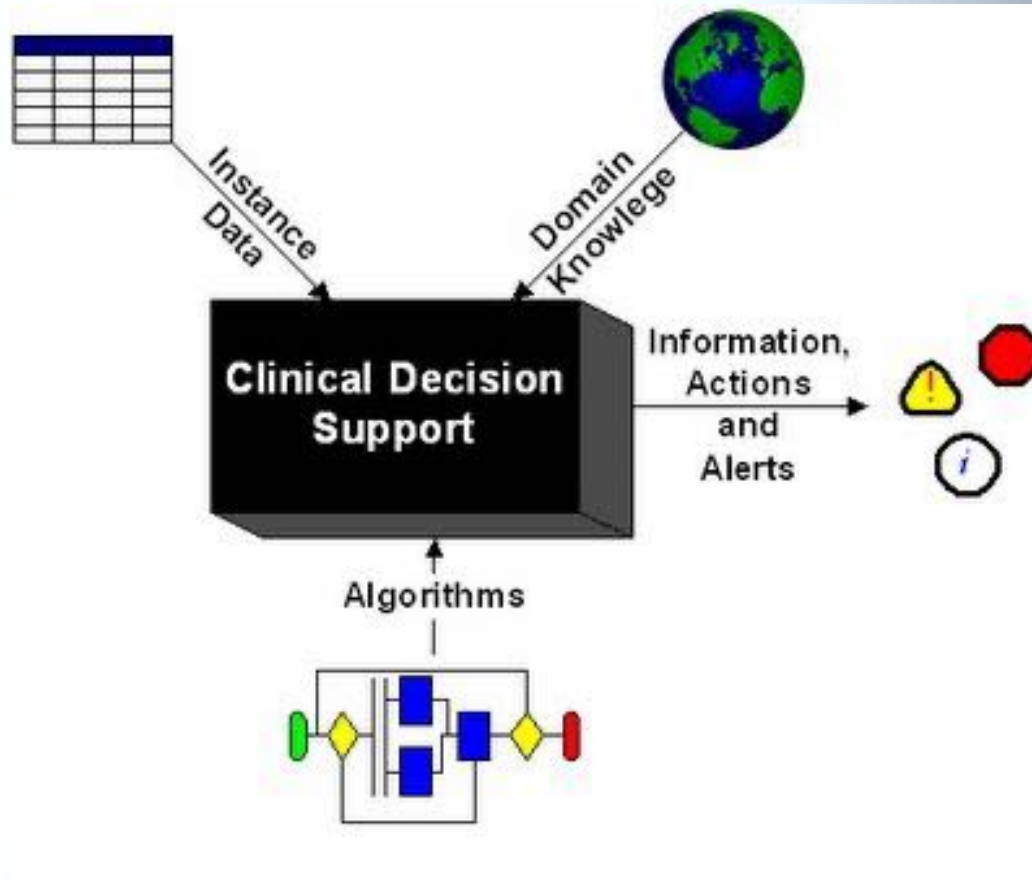 Instance
Data
Domain
Knowlege
Clinical Decision
Support
Information,
Actions
and
Alerts
!
i
Algorithms